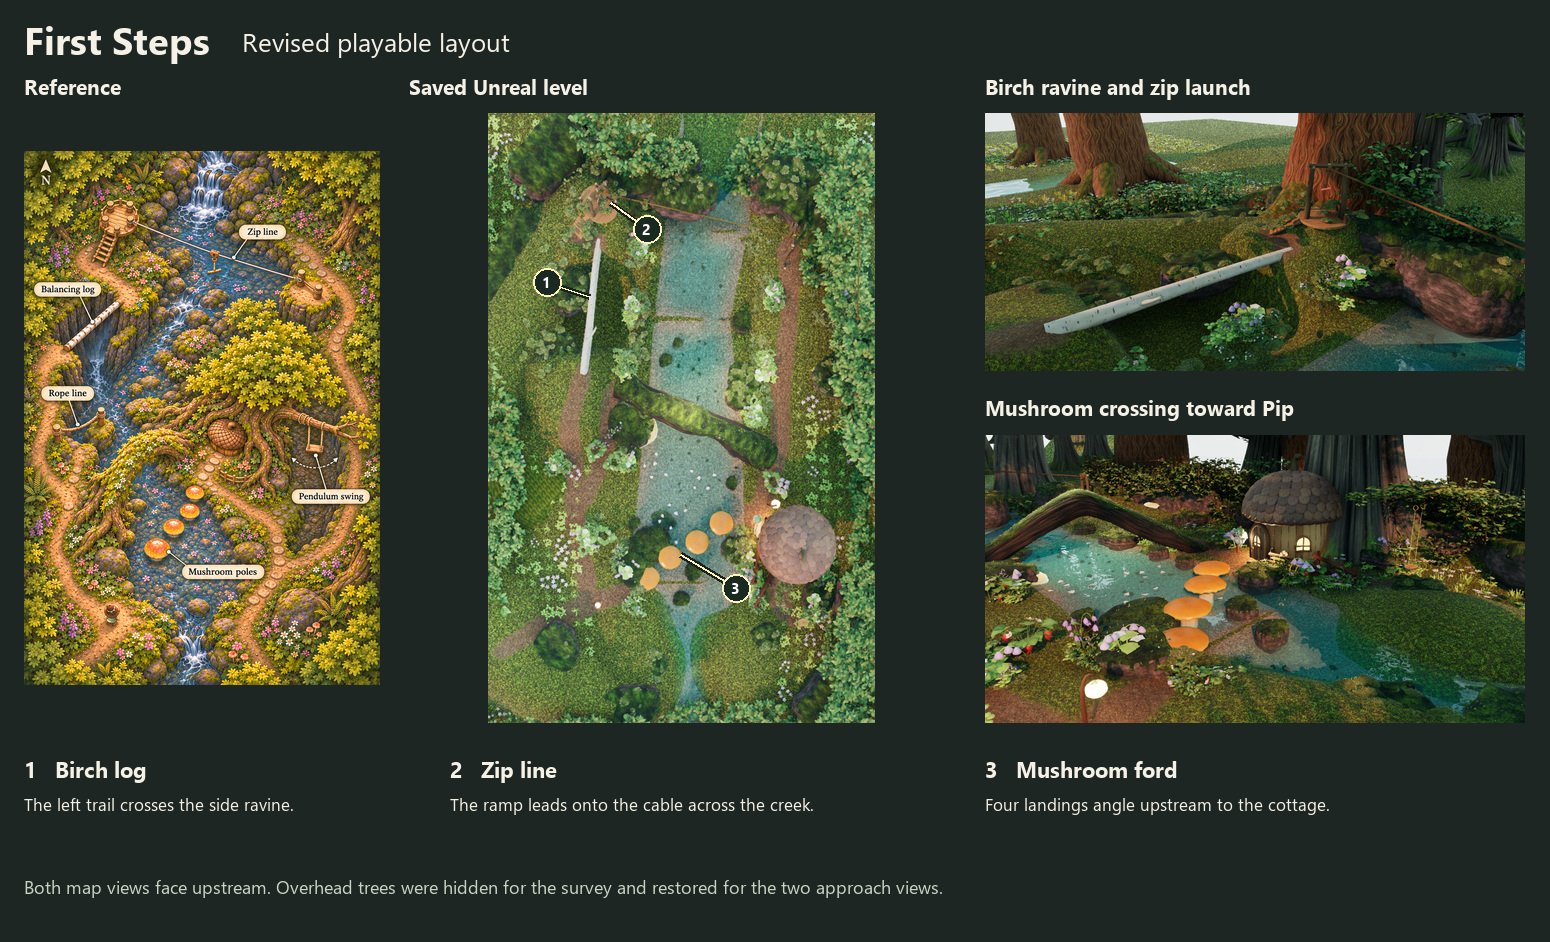 First Steps Revised playable layout
Reference
Saved Unreal level
Birch ravine and zip launch
N
Zip line
Balancing log
Rope line
Pendulum swing
Mushroom poles
2
1
3
Mushroom crossing toward Pip
1 Birch log
The left trail crosses the side ravine.
2 Zip line
The ramp leads onto the cable across the creek.
3 Mushroom ford
Four landings angle upstream to the cottage.
Both map views face upstream. Overhead trees were hidden for the survey and restored for the two approach views.